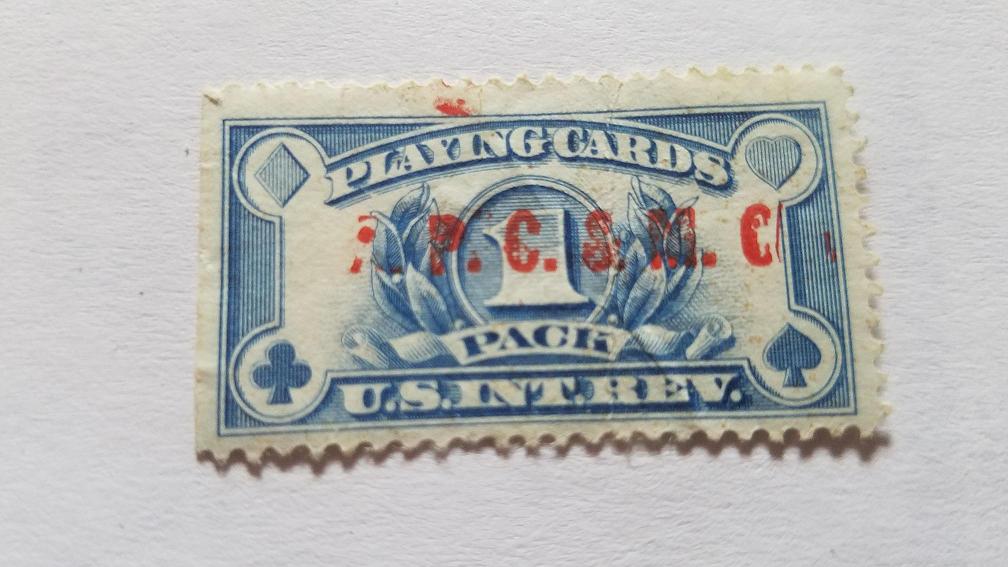 PLAYING CARDS
P. C. & M. C
1
PACK
U.S. INT. REV.